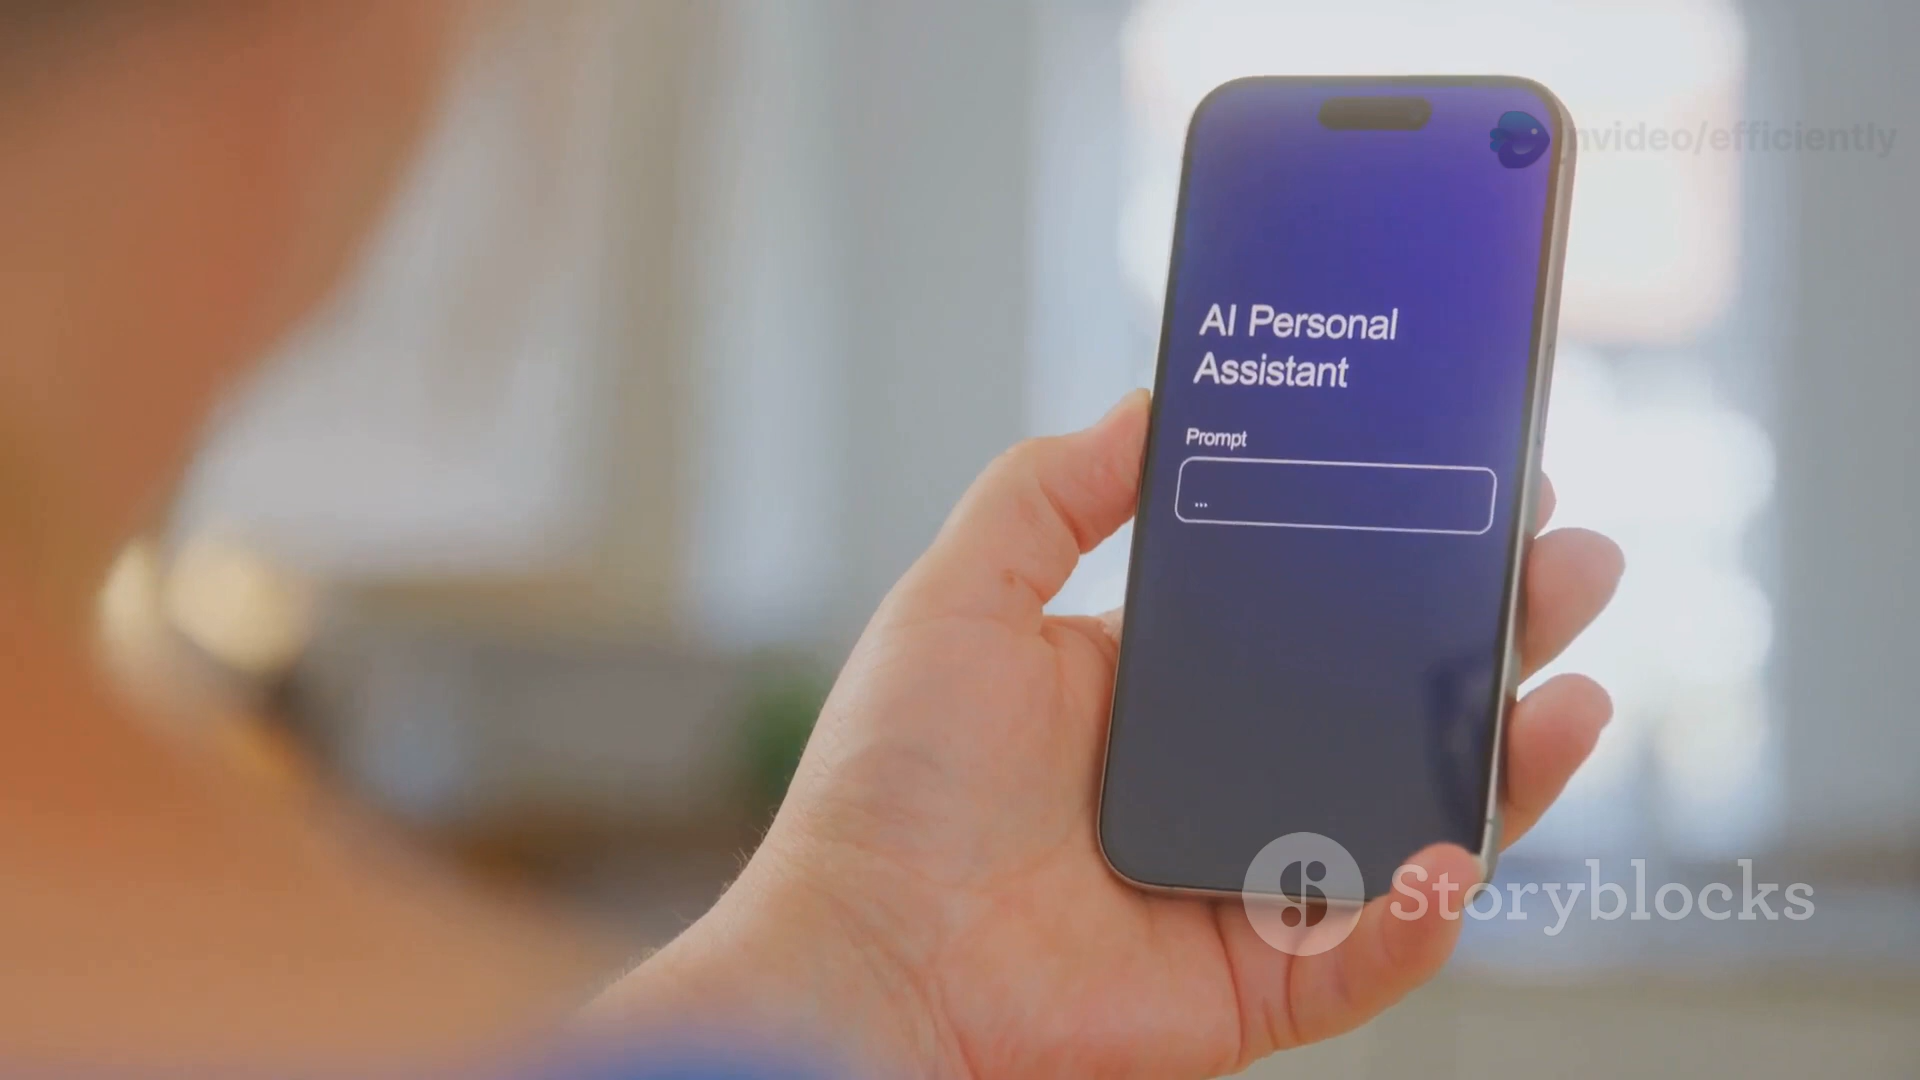 invideo/efficiently
AI Personal
Assistant
Prompt
...
Storyblocks